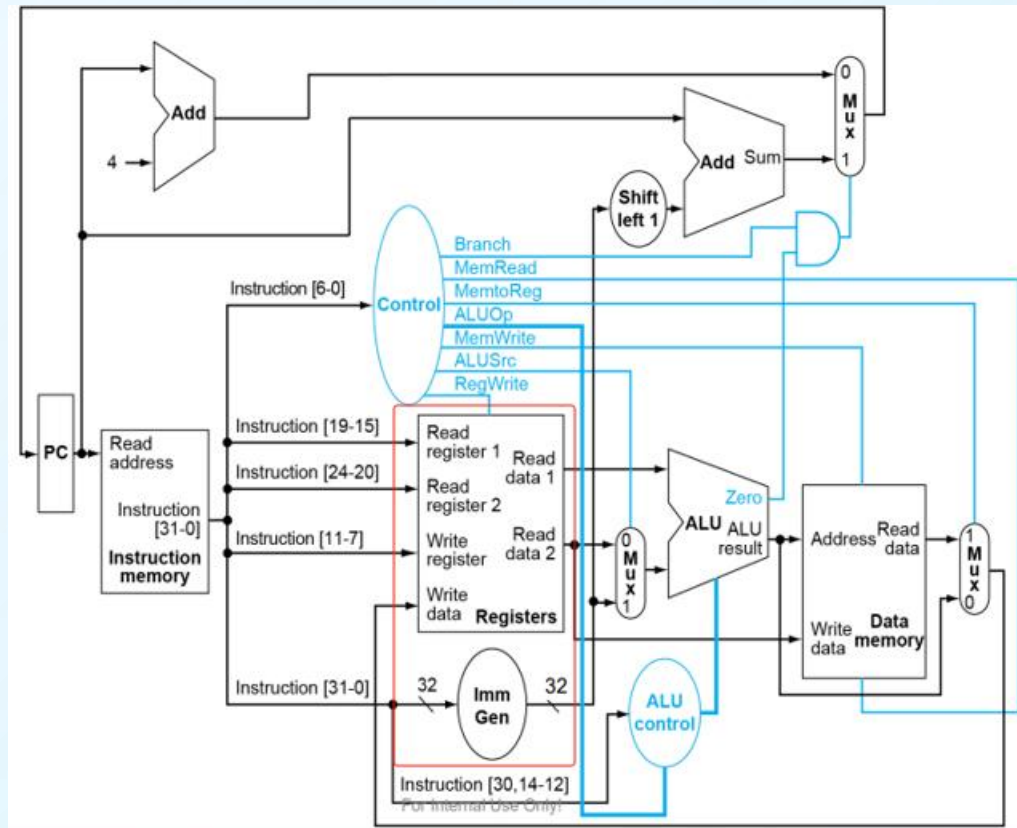 0
Mux
1
Add
4
Add
Sum
Shift
left 1
Branch
MemRead
MemtoReg
ALUOp
MemWrite
ALUSrc
RegWrite
Control
Instruction [6-0]
PC
Read
address
Instruction
[31-0]
Instruction
memory
Instruction [19-15]
Instruction [24-20]
Instruction [11-7]
Instruction [31-0]
Read
register 1
Read
register 2
Write
register
Write
data
Read
data 1
Read
data 2
Registers
0
Mux
1
Zero
ALU
ALU
result
Address
Read
data
Write
data
Data
memory
1
Mux
0
32
Imm
Gen
32
ALU
control
Instruction [30,14-12]
For Internal Use Only!